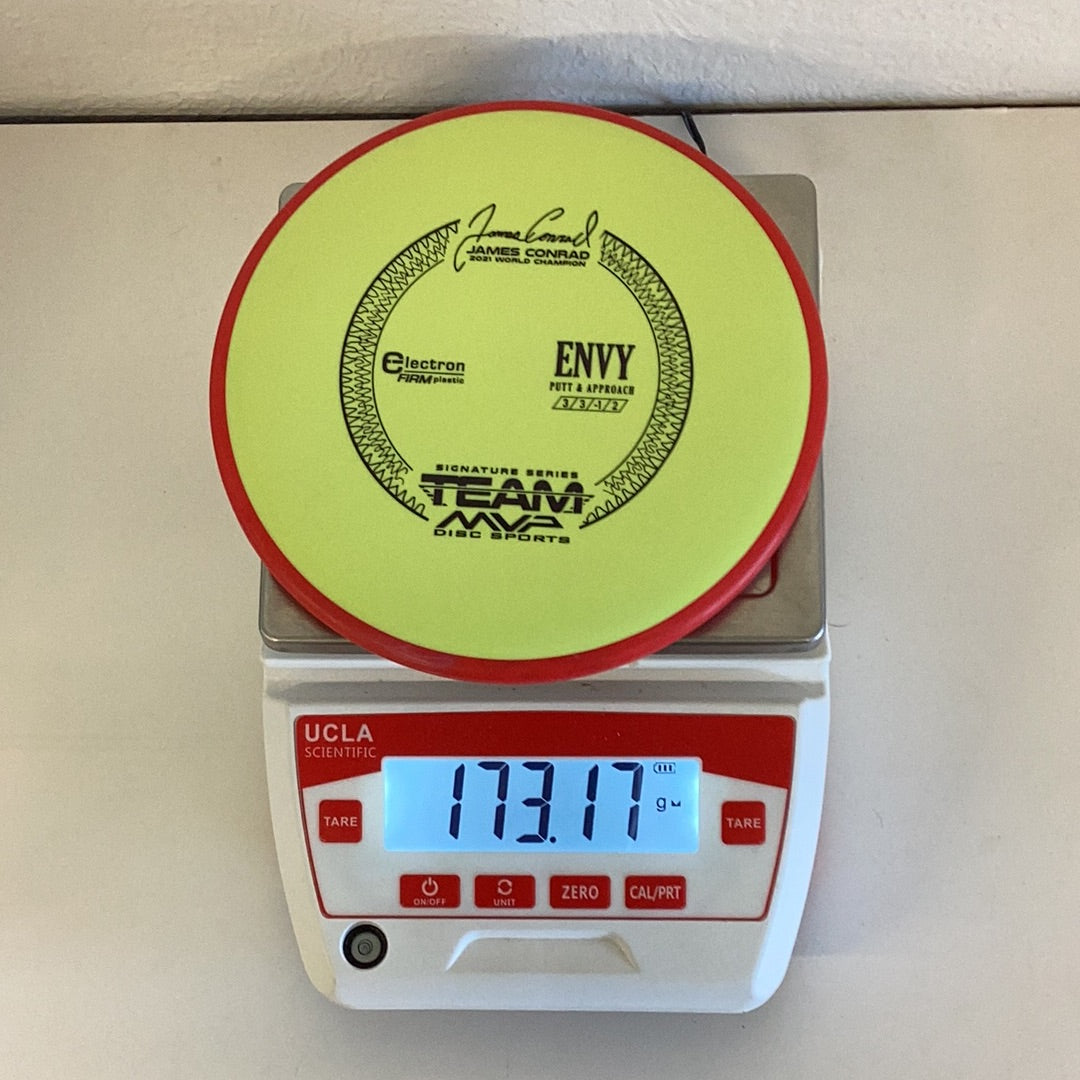 James Conrad
JAMES CONRAD
2021 WORLD CHAMPION
electron
FIRM plastic
ENVY
PUTT & APPROACH
3/3/-1/2
SIGNATURE SERIES
TEAM
MVP
DISC SPORTS
UCLA
SCIENTIFIC
173.17
g
TARE
TARE
ON/OFF
UNIT
ZERO
CAL/PRT